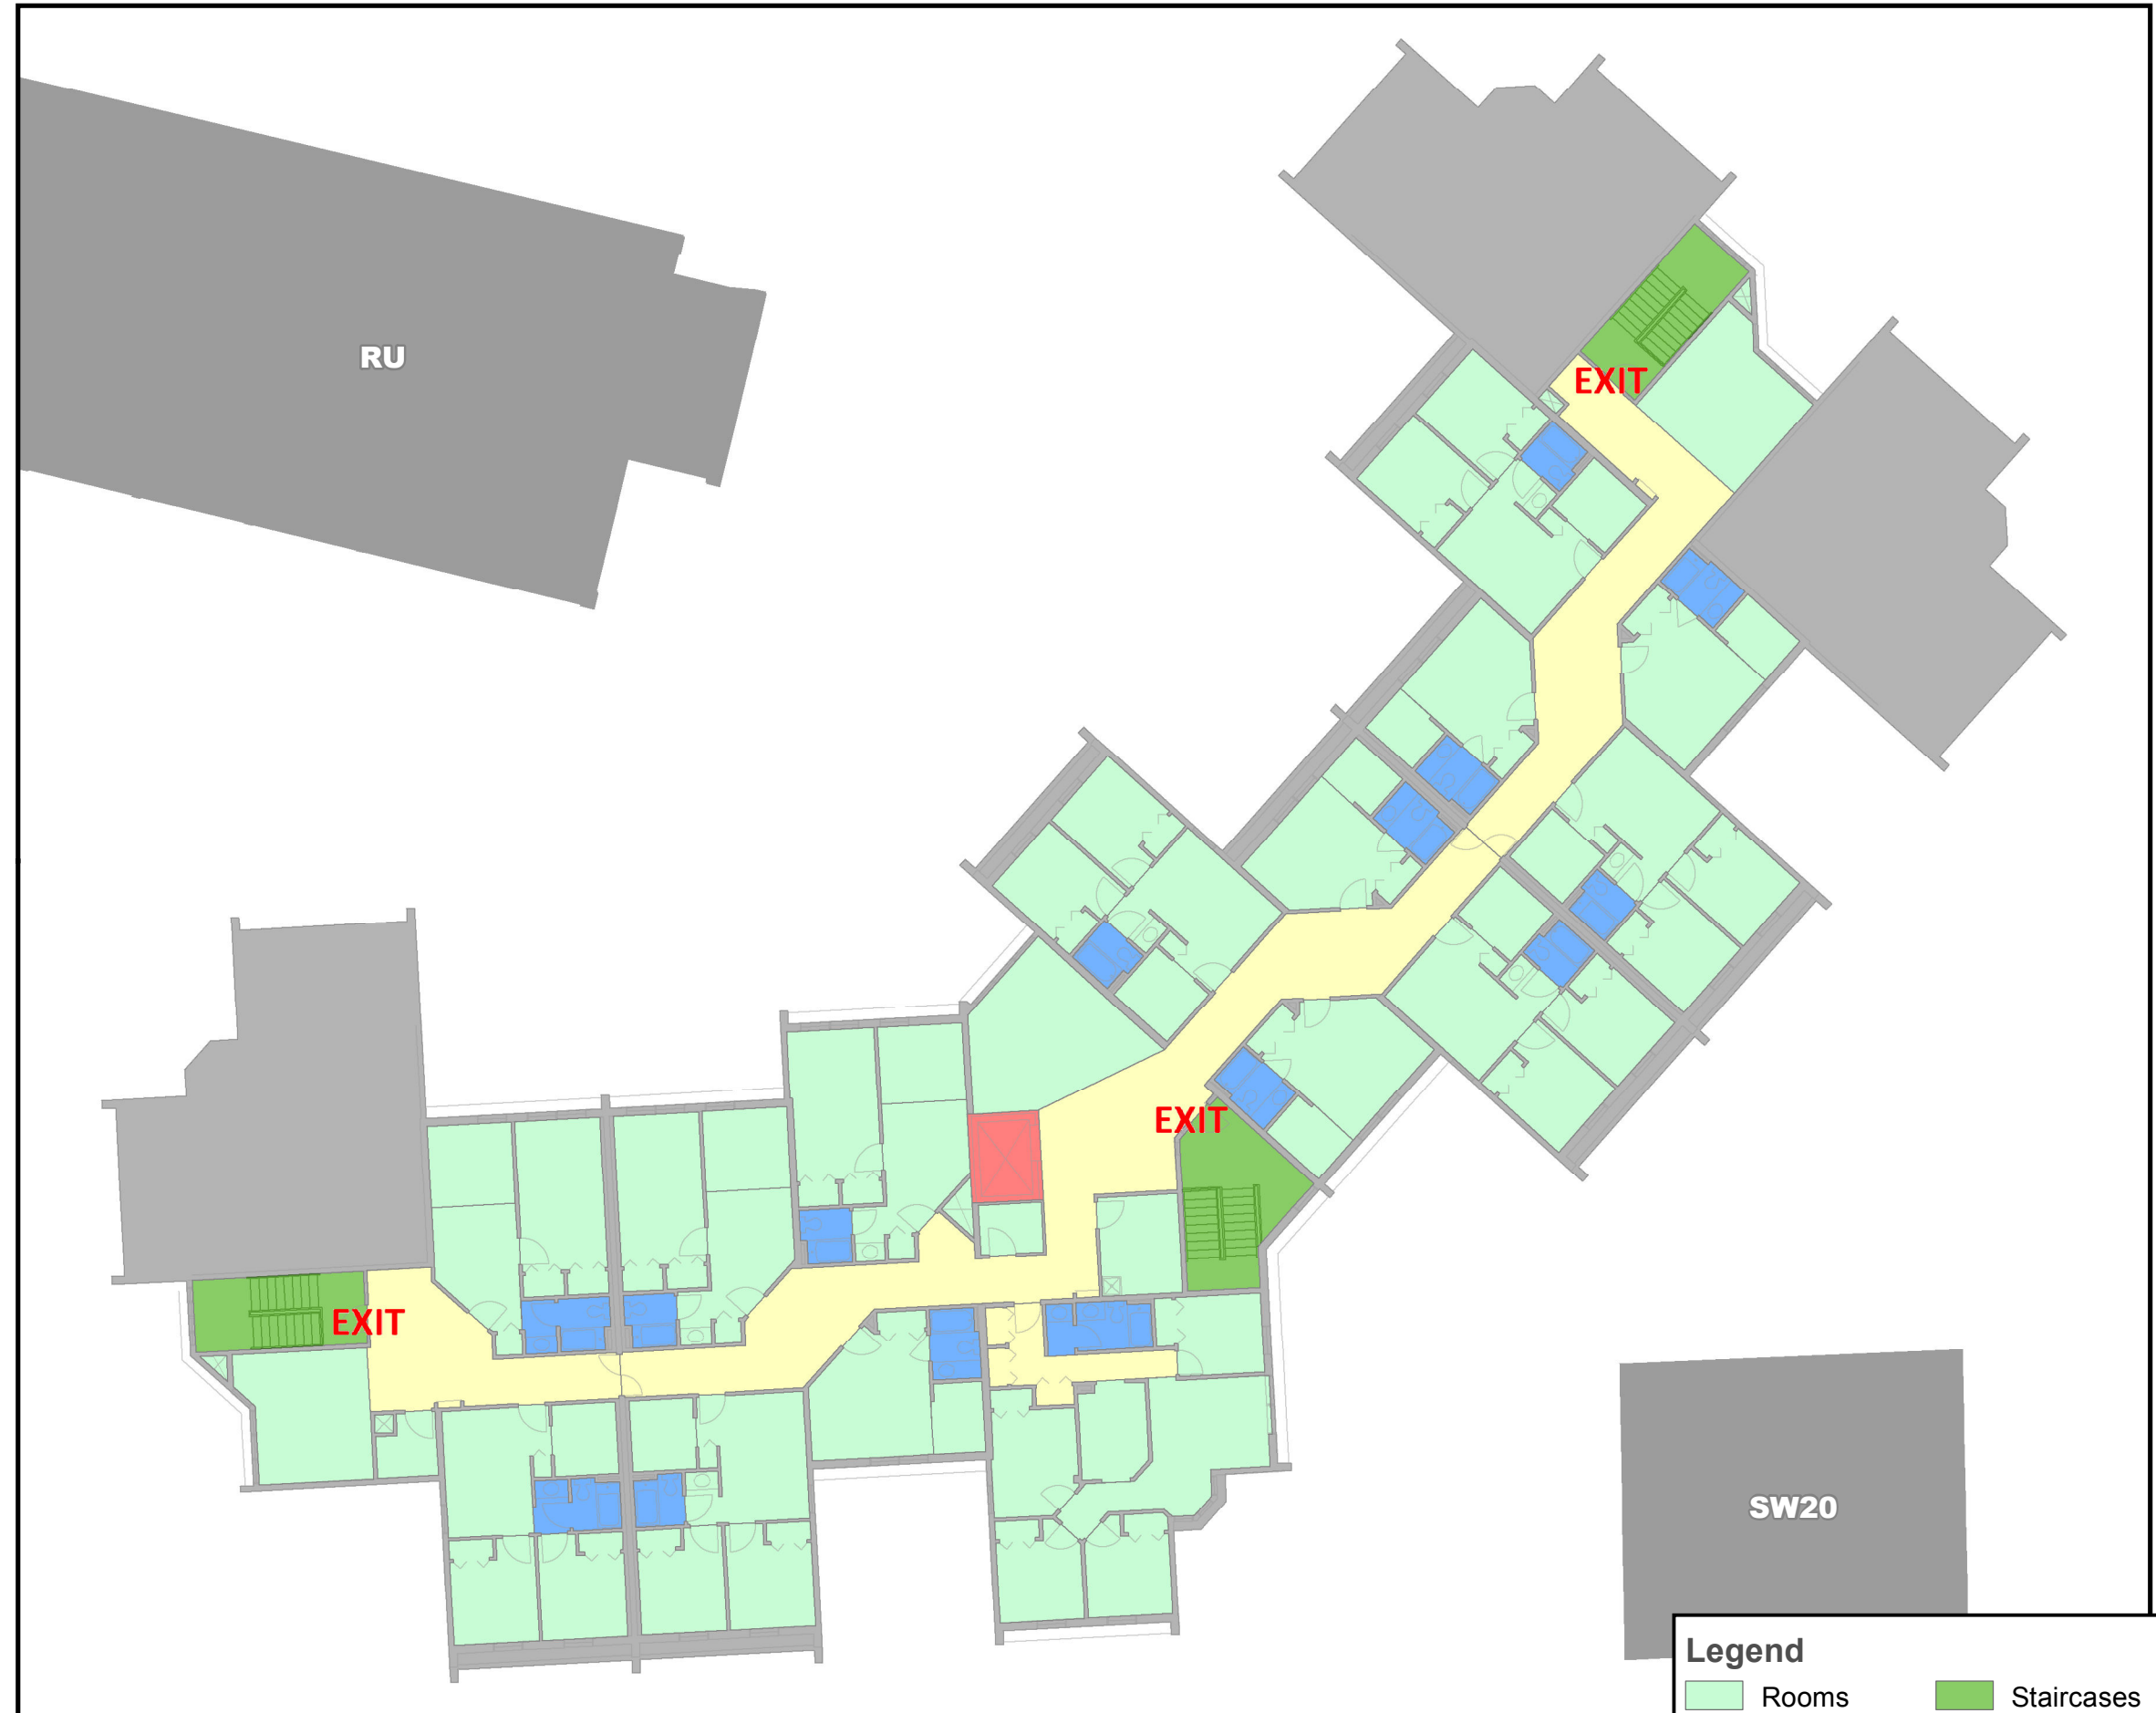 RU
EXIT
EXIT
EXIT
SW20
Legend
Rooms
Staircases